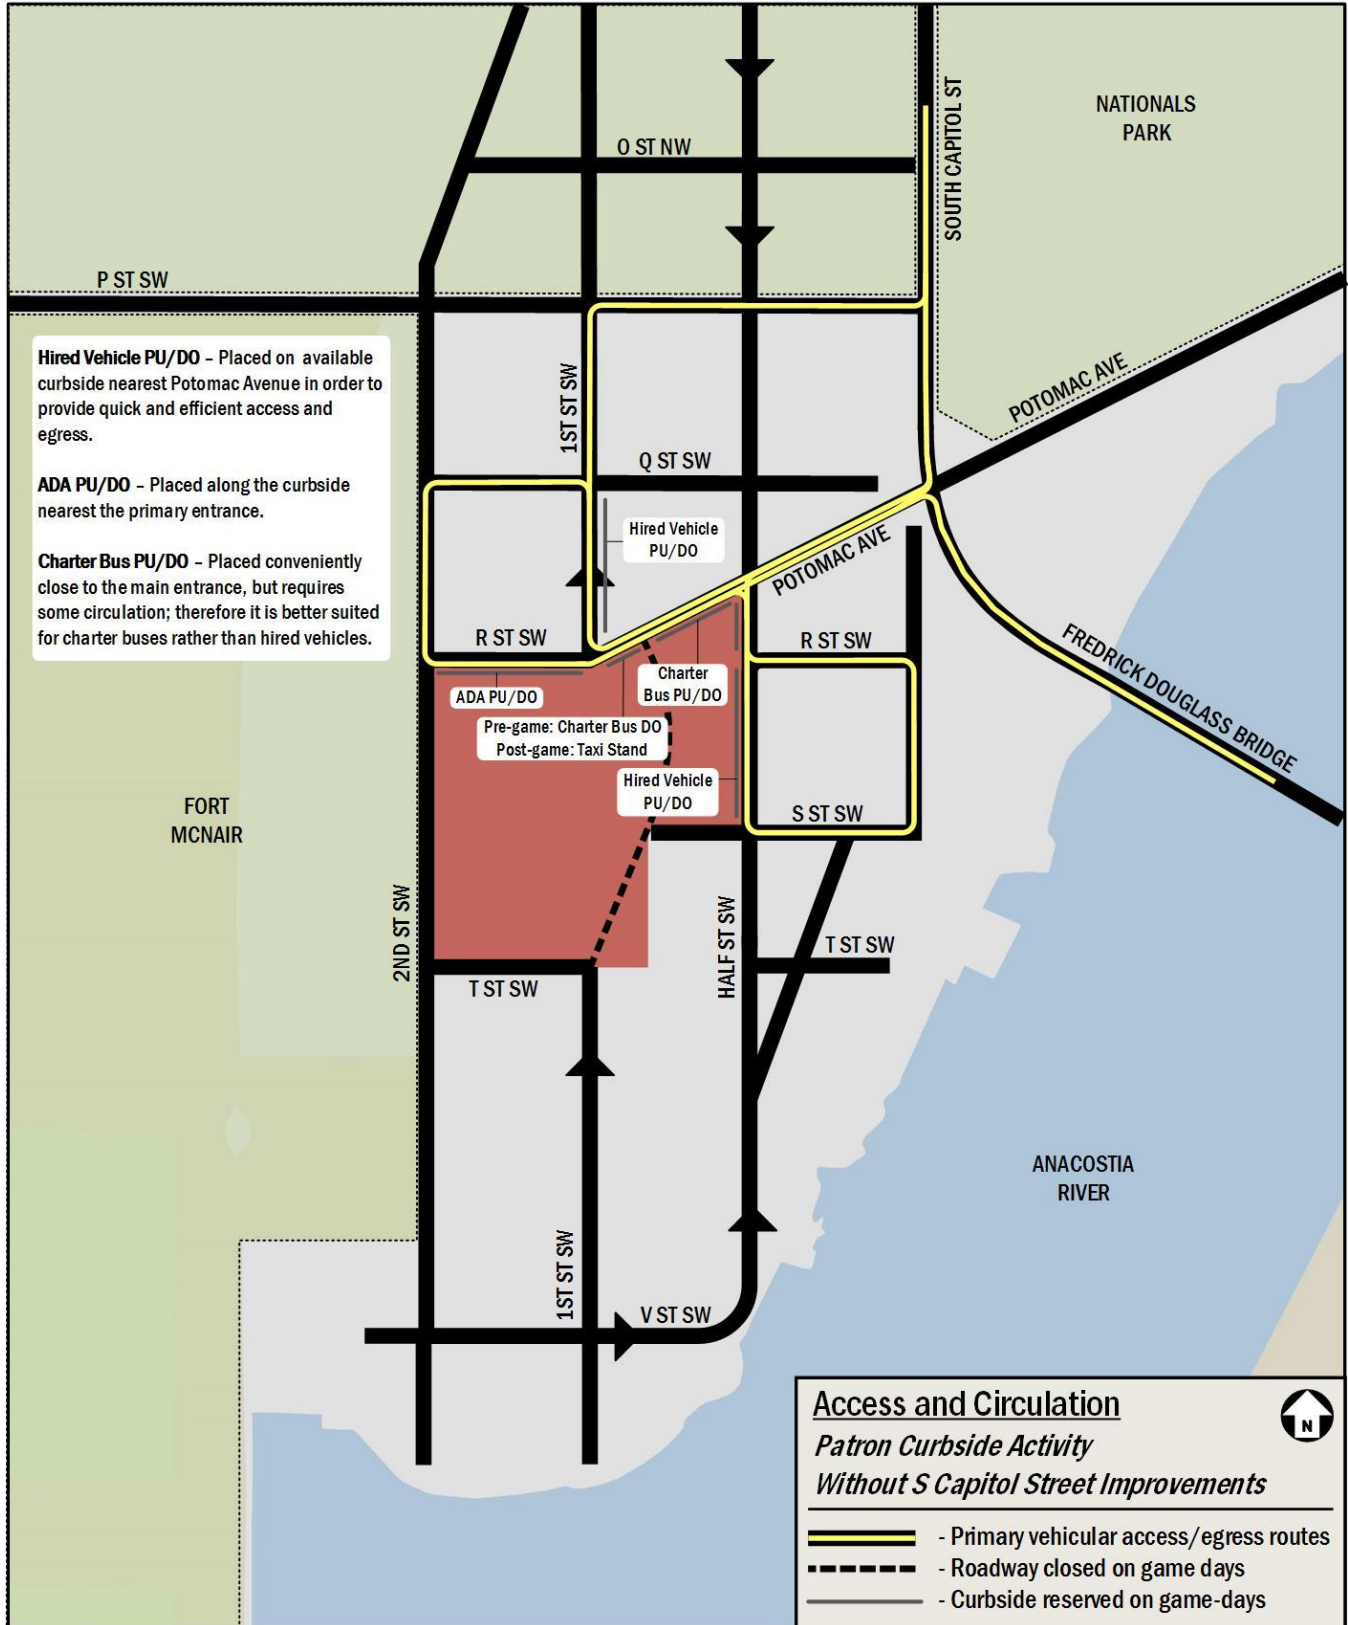 NATIONALS
PARK
SOUTH CAPITOL ST
O ST NW
P ST SW
Hired Vehicle PU/DO – Placed on available
curbside nearest Potomac Avenue in order to
provide quick and efficient access and
egress.
ADA PU/DO – Placed along the curbside
nearest the primary entrance.
Charter Bus PU/DO – Placed conveniently
close to the main entrance, but requires
some circulation; therefore it is better suited
for charter buses rather than hired vehicles.
1ST ST SW
POTOMAC AVE
Q ST SW
Hired Vehicle
PU/DO
POTOMAC AVE
R ST SW
R ST SW
FREDRICK DOUGLASS BRIDGE
ADA PU/DO
Charter
Bus PU/DO
Pre-game: Charter Bus DO
Post-game: Taxi Stand
Hired Vehicle
PU/DO
S ST SW
FORT
MCNAIR
2ND ST SW
HALF ST SW
T ST SW
T ST SW
ANACOSTIA
RIVER
1ST ST SW
V ST SW
Access and Circulation
N
Patron Curbside Activity
Without S Capitol Street Improvements
- Primary vehicular access/egress routes
- Roadway closed on game days
- Curbside reserved on game-days